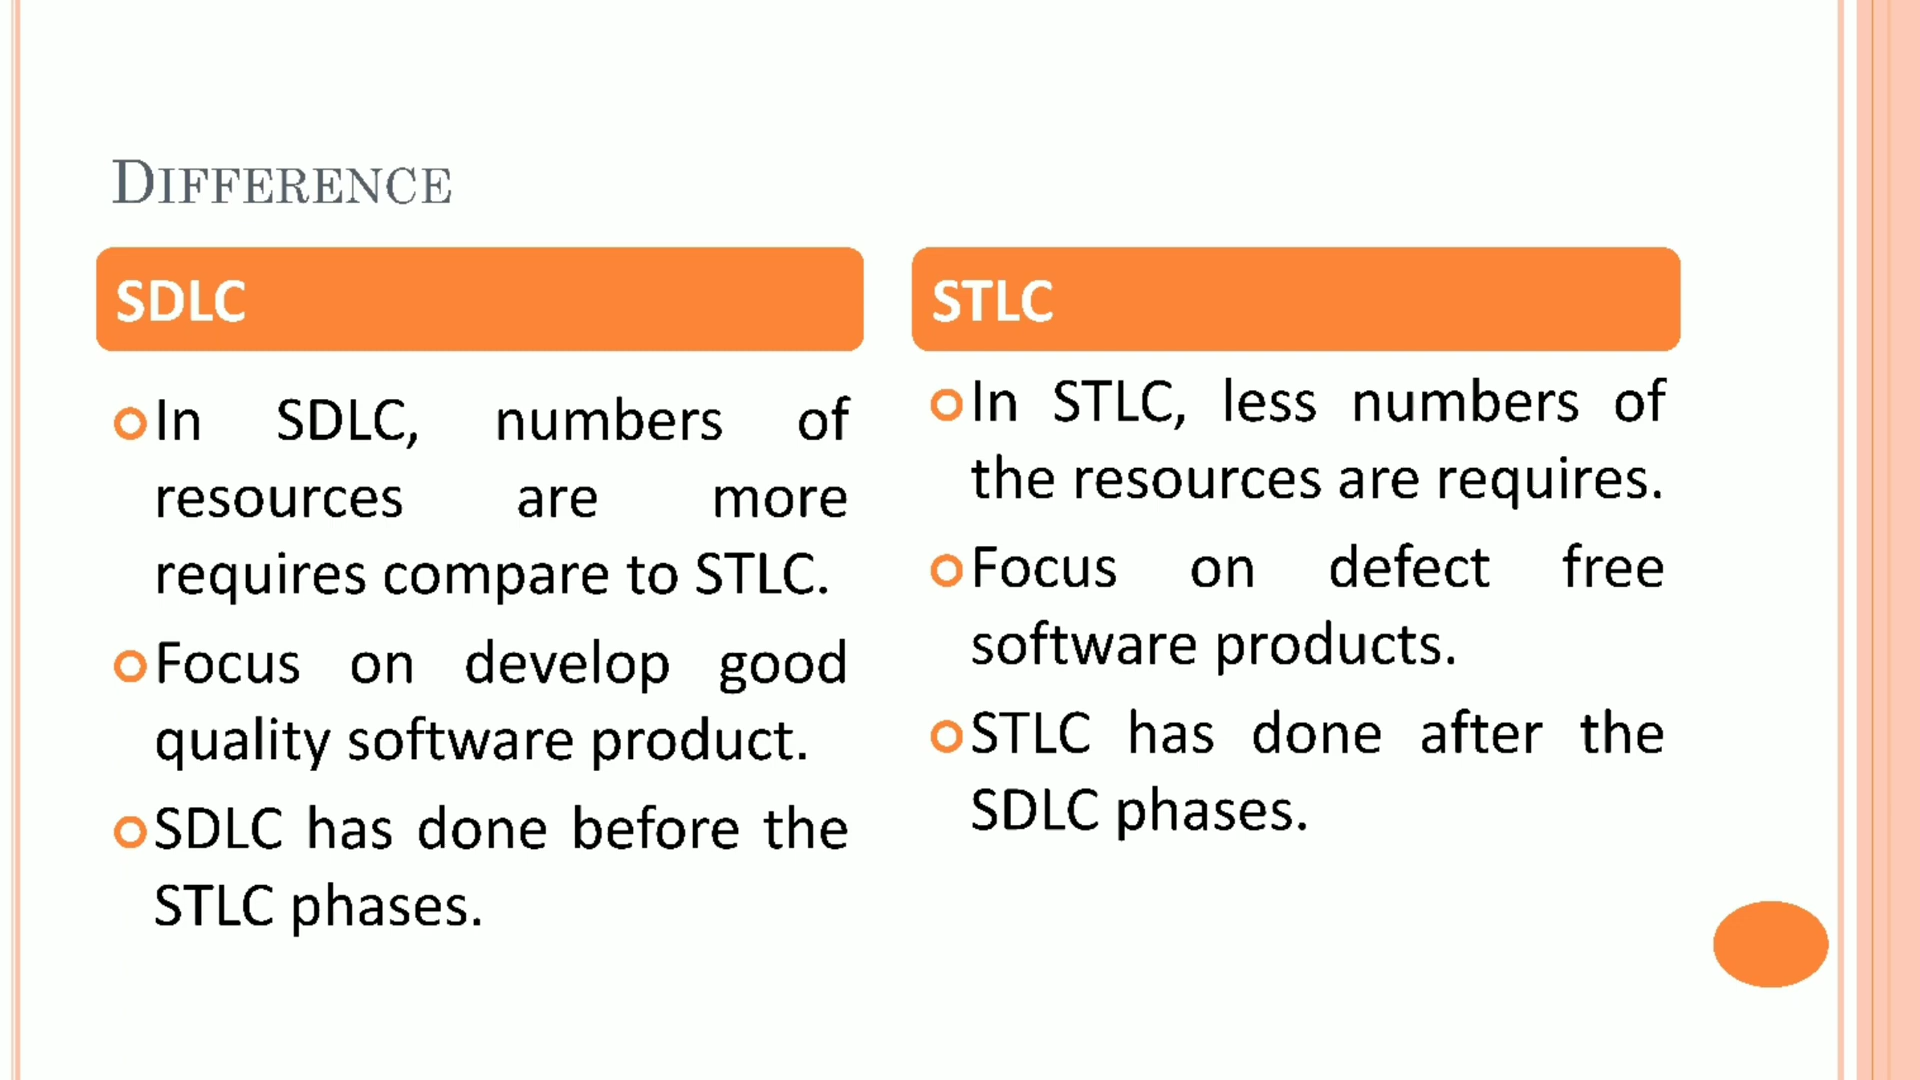 DIFFERENCE
SDLC
In SDLC, numbers of
resources are more
requires compare to STLC.
Focus on develop good
quality software product.
SDLC has done before the
STLC phases.
STLC
In STLC, less numbers of
the resources are requires.
Focus on defect free
software products.
STLC has done after the
SDLC phases.